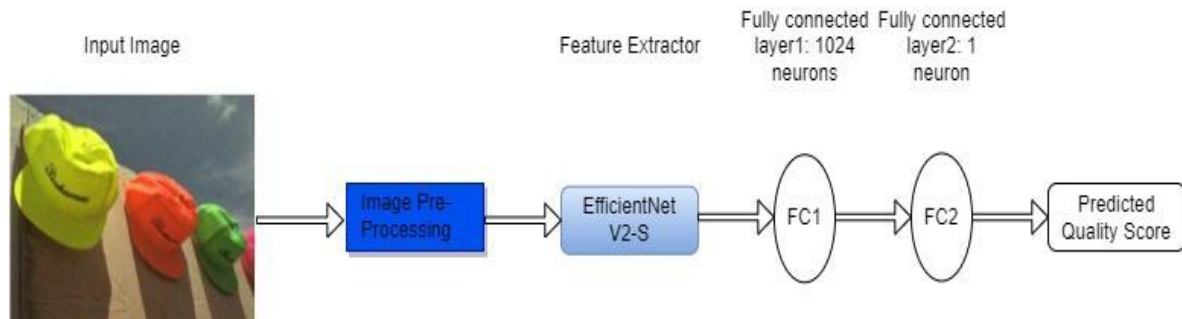 Input Image
Feature Extractor
Fully connected
layer1: 1024
neurons
Fully connected
layer2: 1
neuron
Image Pre-
Processing
EfficientNet
V2-S
FC1
FC2
Predicted
Quality Score